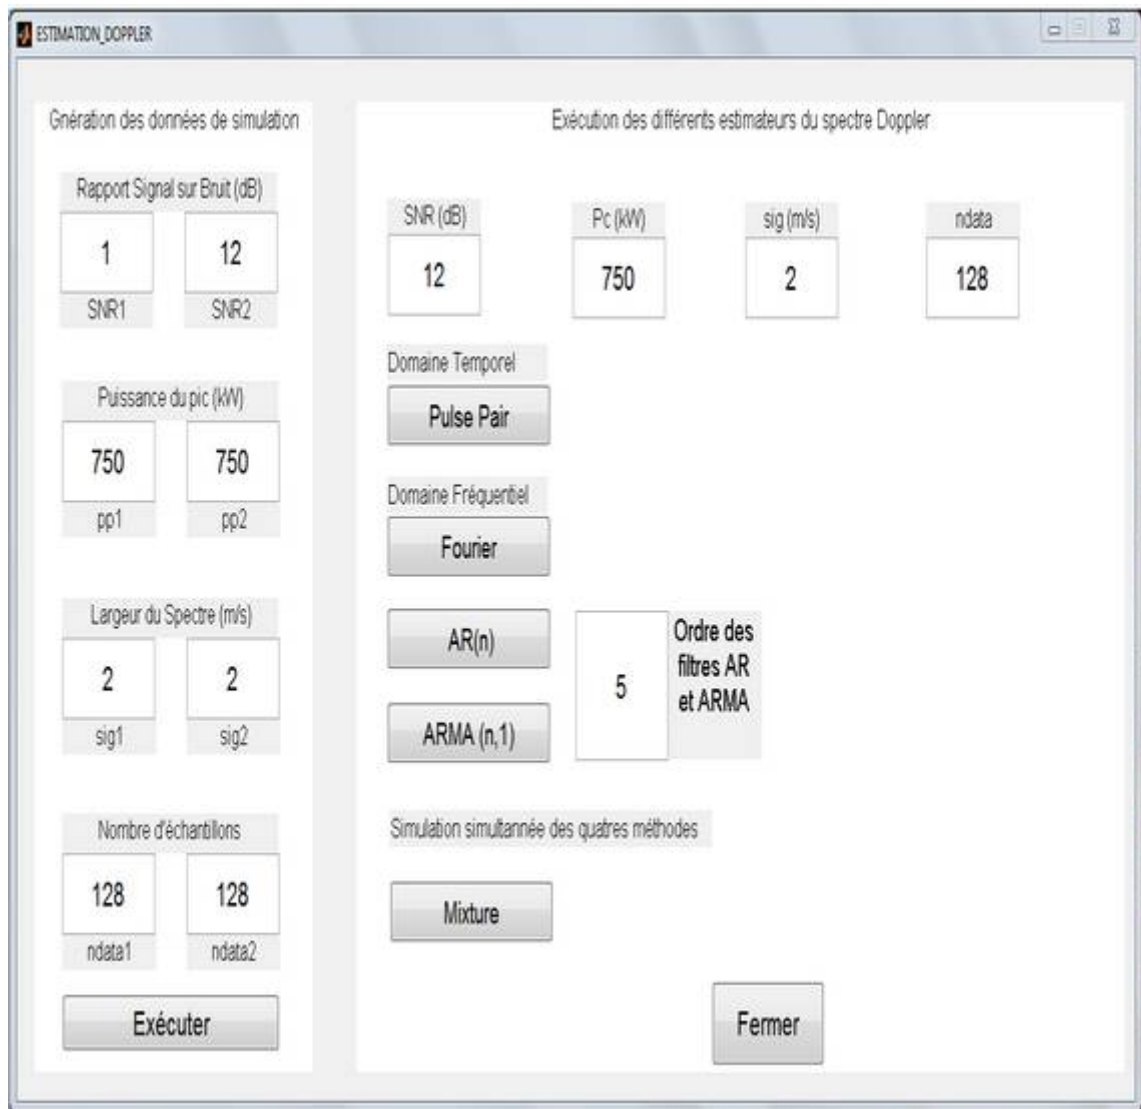 ESTIMATION_DOPPLER
Gnération des données de simulation
Rapport Signal sur Bruit (dB)
1 12
SNR1 SNR2
Puissance du pic (kW)
750 750
pp1 pp2
Largeur du Spectre (m/s)
2 2
sig1 sig2
Nombre d'échantillons
128 128
ndata1 ndata2
Exécuter
Exécution des différents estimateurs du spectre Doppler
SNR (dB) Pc (kW) sig (m/s) ndata
12 750 2 128
Domaine Temporel
Pulse Pair
Domaine Fréquentiel
Fourier
AR(n)
ARMA (n,1)
5
Ordre des
filtres AR
et ARMA
Simulation simultannée des quatres méthodes
Mixture
Fermer